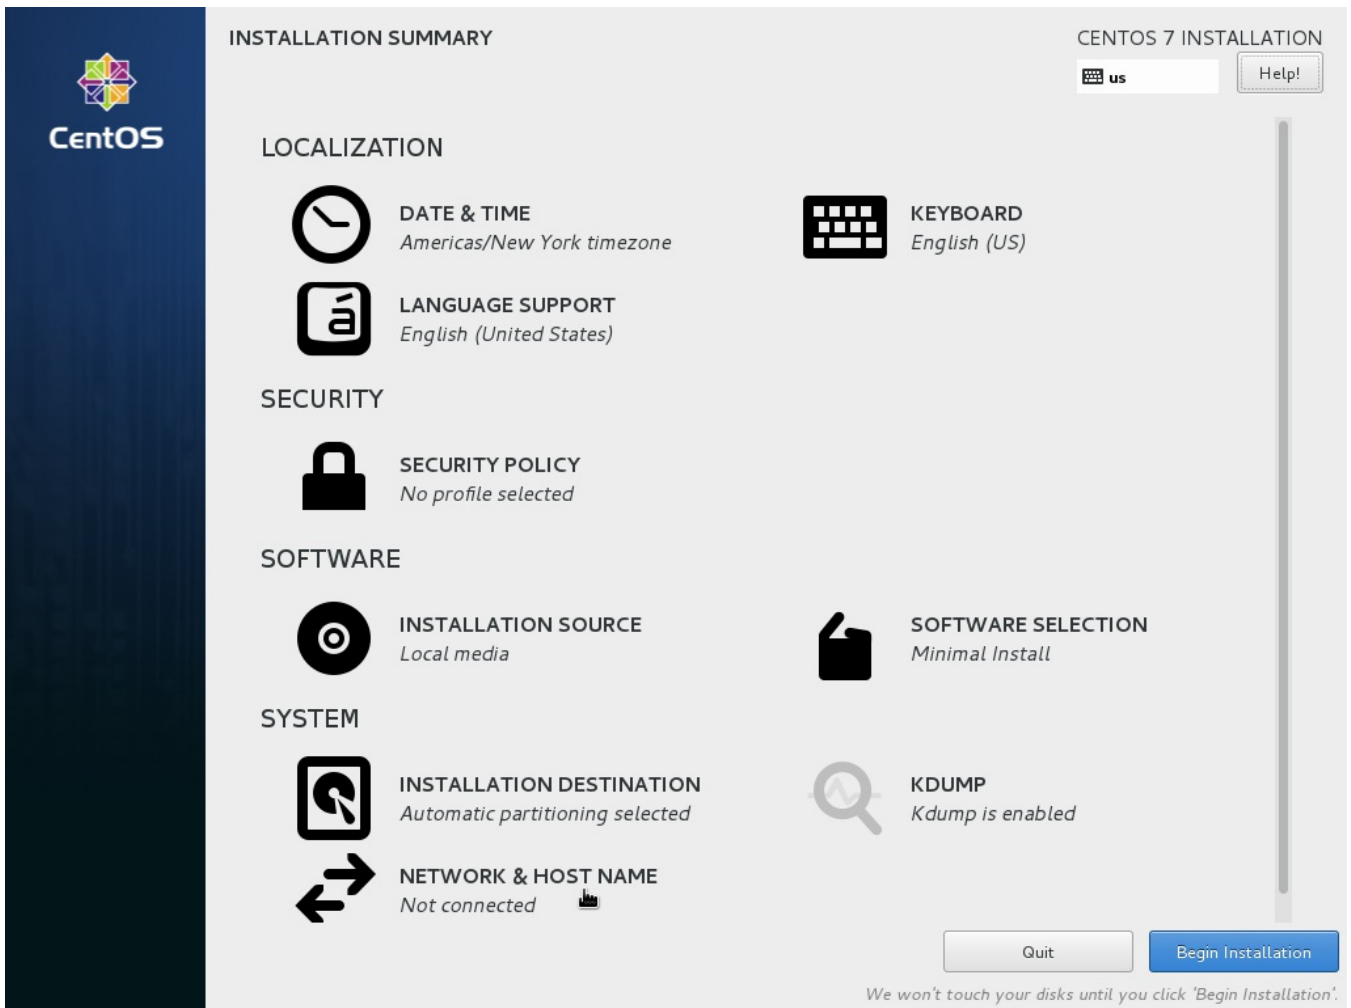 INSTALLATION SUMMARY
CENTOS 7 INSTALLATION
us
Help!
CentOS
LOCALIZATION
DATE & TIME
Americas/New York timezone
KEYBOARD
English (US)
á
LANGUAGE SUPPORT
English (United States)
SECURITY
SECURITY POLICY
No profile selected
SOFTWARE
INSTALLATION SOURCE
Local media
SOFTWARE SELECTION
Minimal Install
SYSTEM
INSTALLATION DESTINATION
Automatic partitioning selected
KDUMP
Kdump is enabled
NETWORK & HOST NAME
Not connected
Quit
Begin Installation
We won't touch your disks until you click 'Begin Installation'.